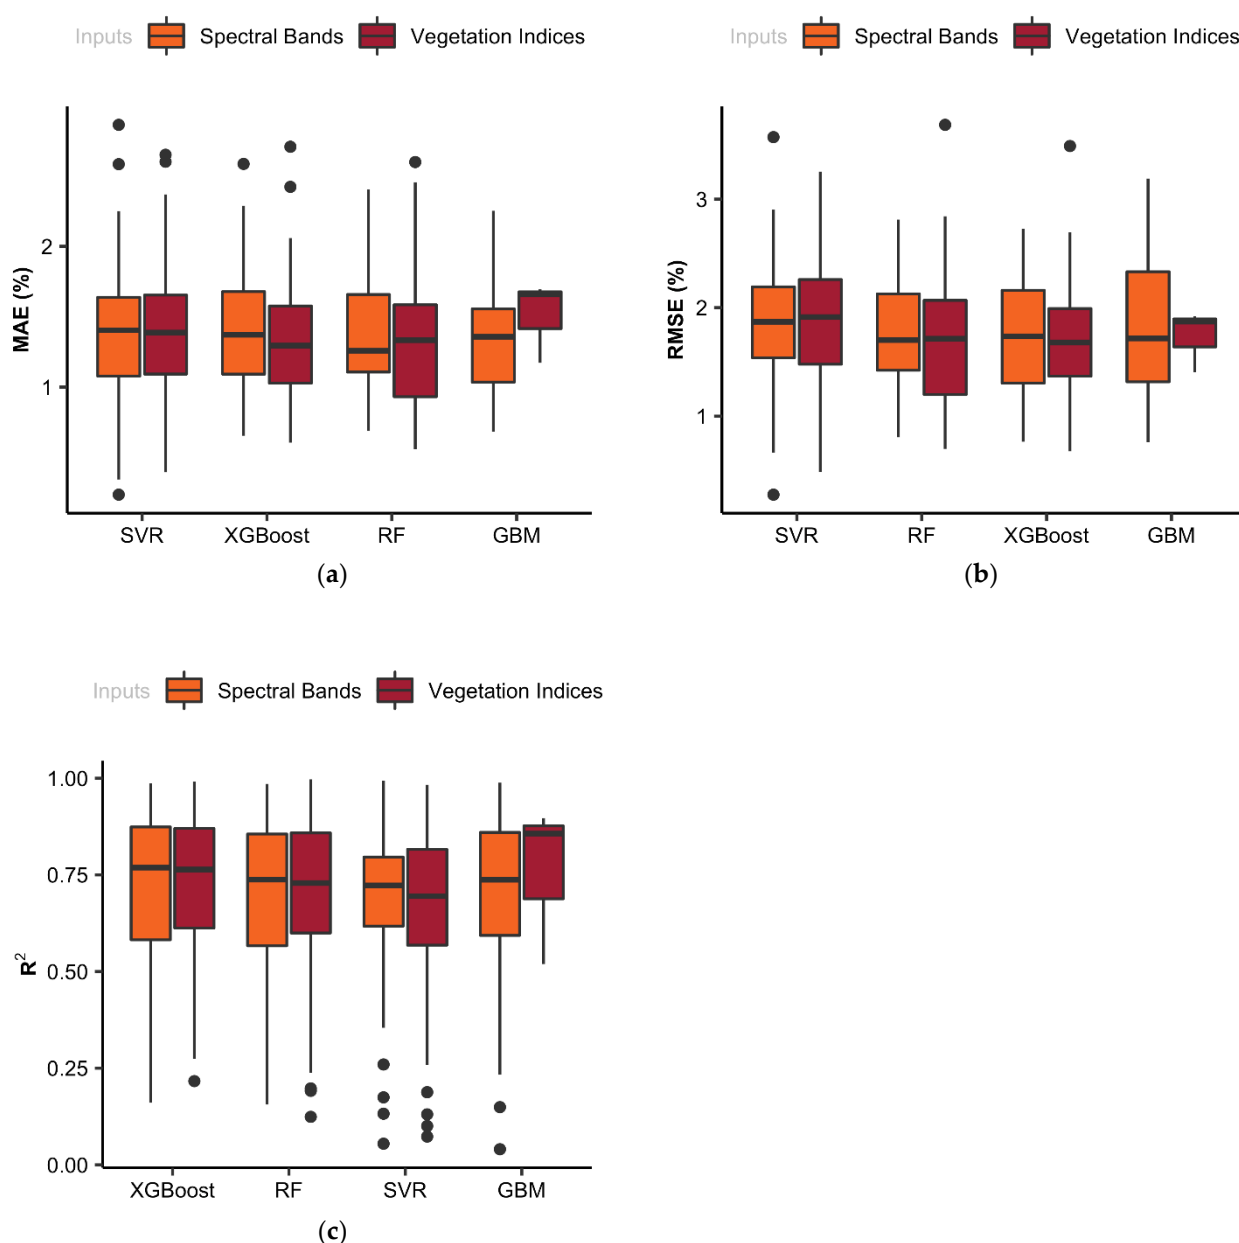 Inputs Spectral Bands Vegetation Indices
MAE (%)
2
1
SVR XGBoost RF GBM
(a)
Inputs Spectral Bands Vegetation Indices
RMSE (%)
3
2
1
SVR RF XGBoost GBM
(b)
Inputs Spectral Bands Vegetation Indices
R²
1.00
0.75
0.50
0.25
0.00
XGBoost RF SVR GBM
(c)